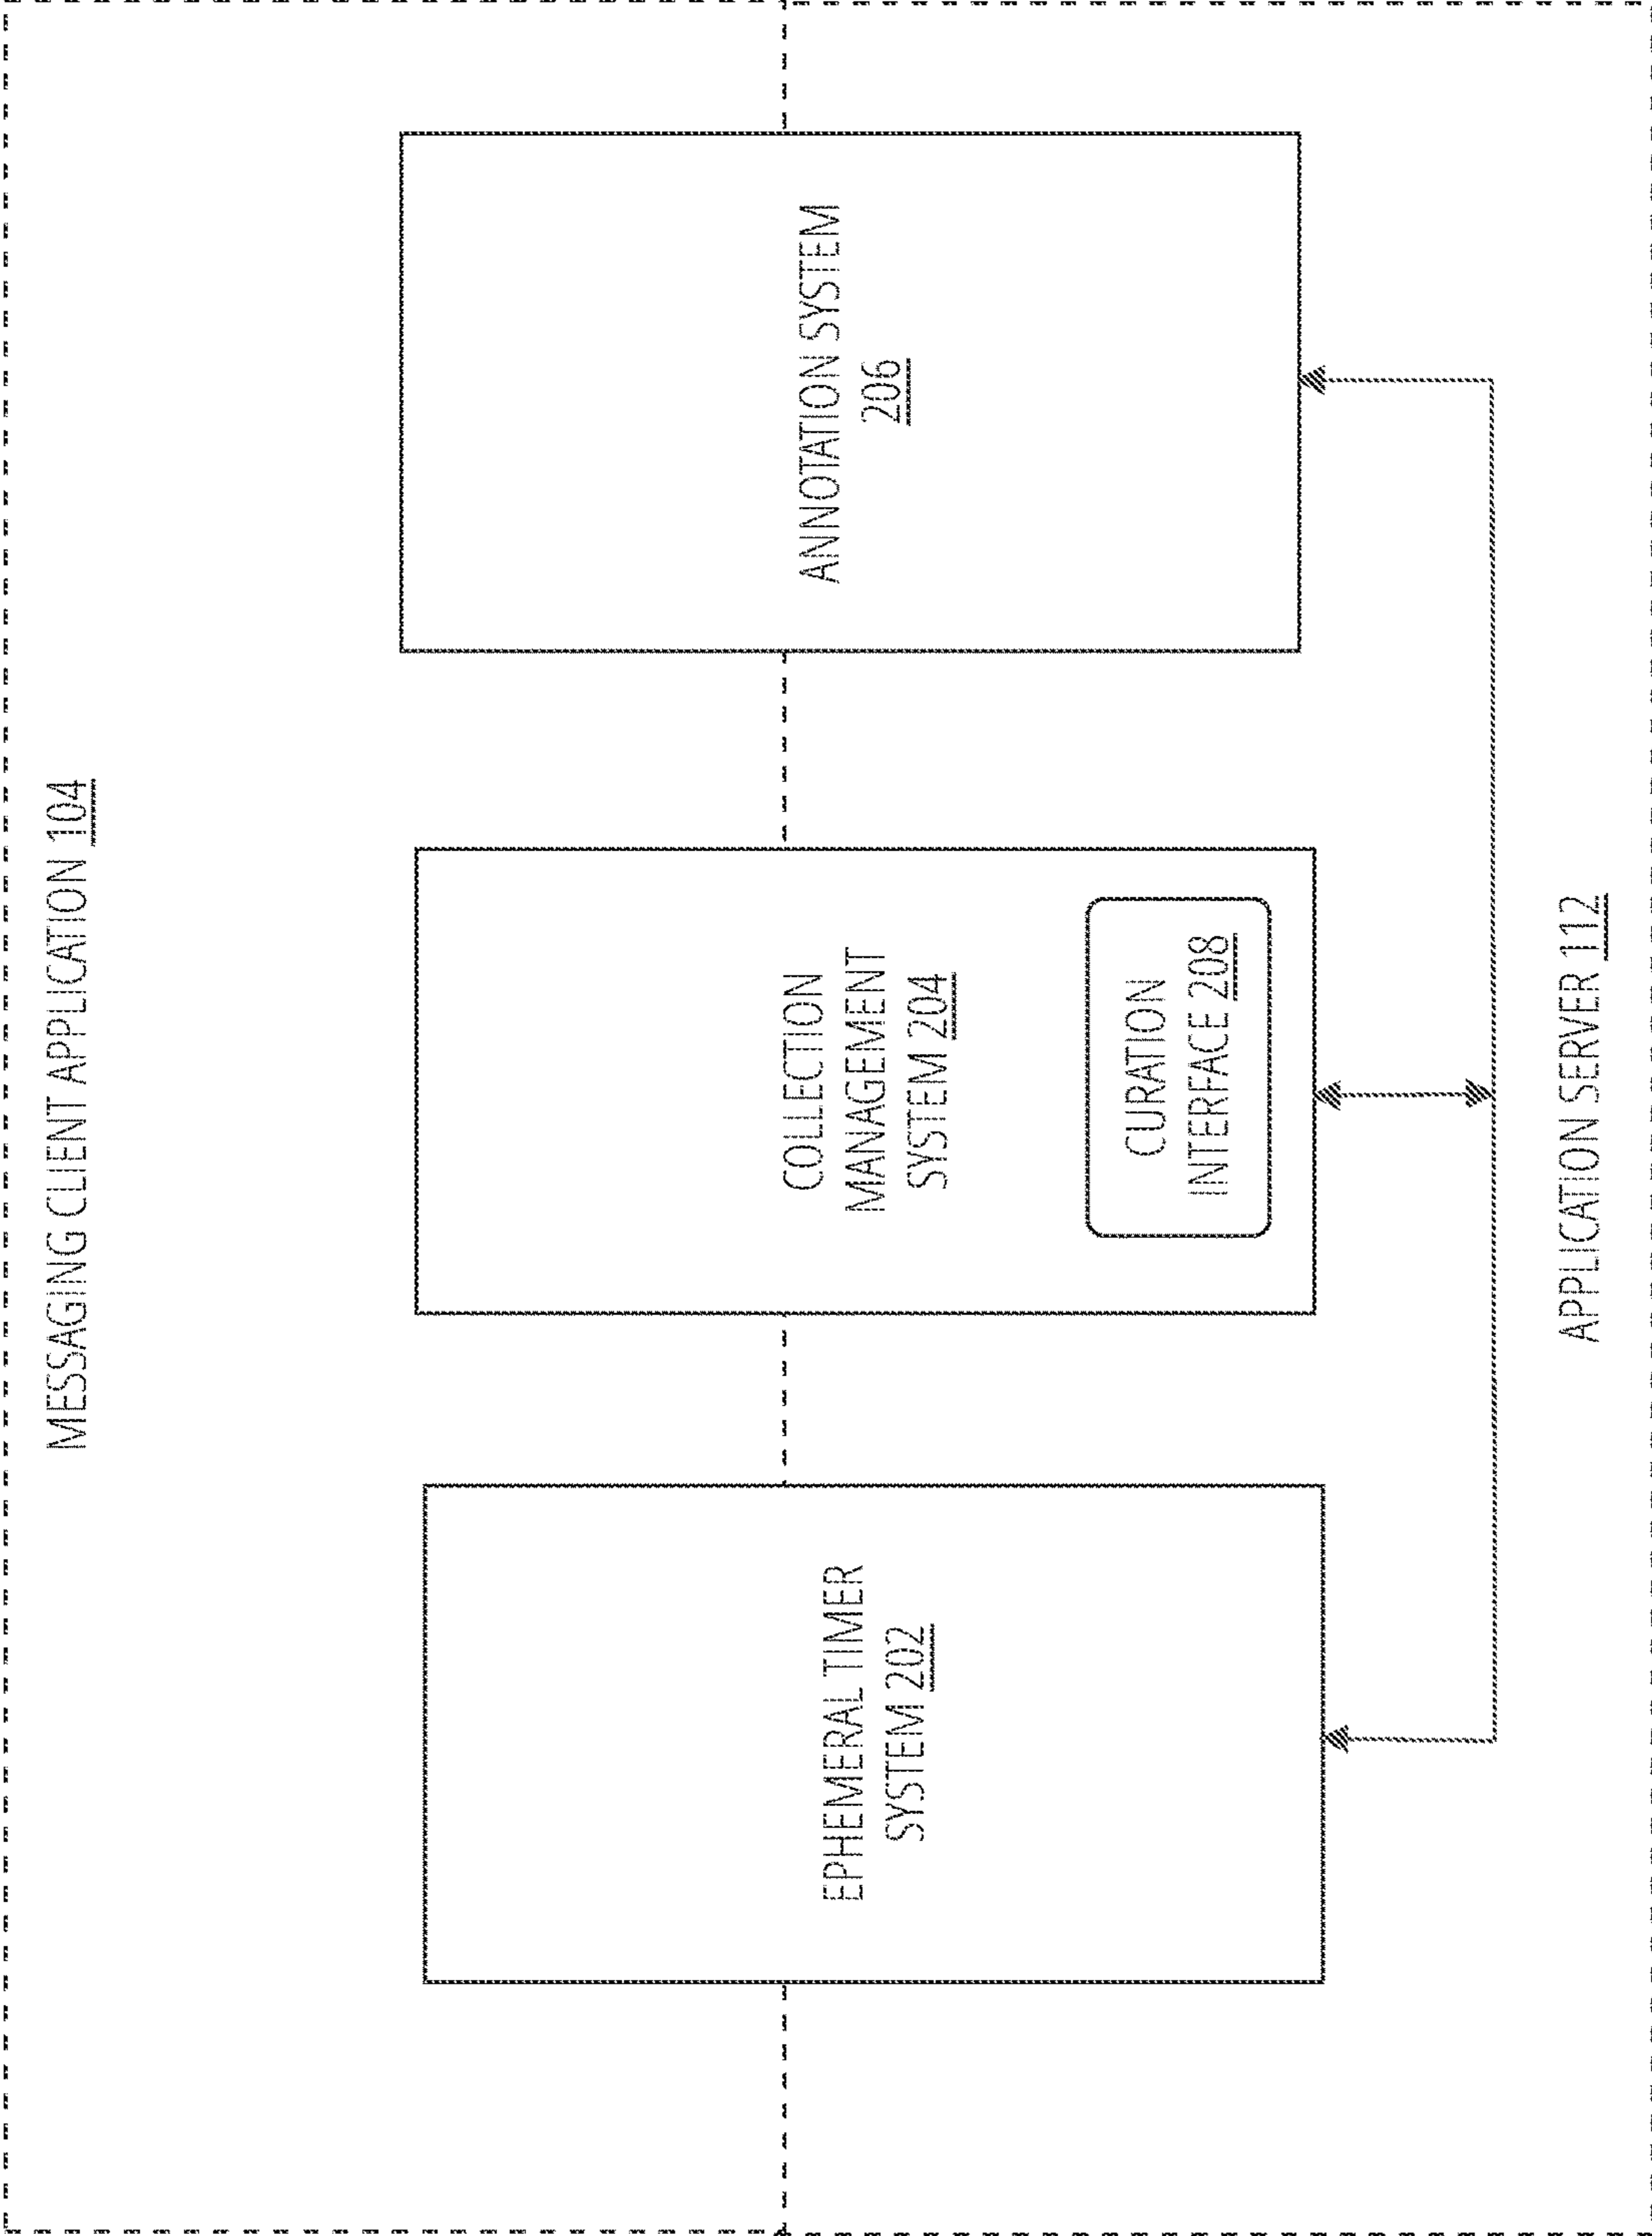 MESSAGING CLIENT APPLICATION 104
EPHEMERAL TIMER
SYSTEM 202
COLLECTION
MANAGEMENT
SYSTEM 204
CURATION
INTERFACE 208
ANNOTATION SYSTEM
206
APPLICATION SERVER 112